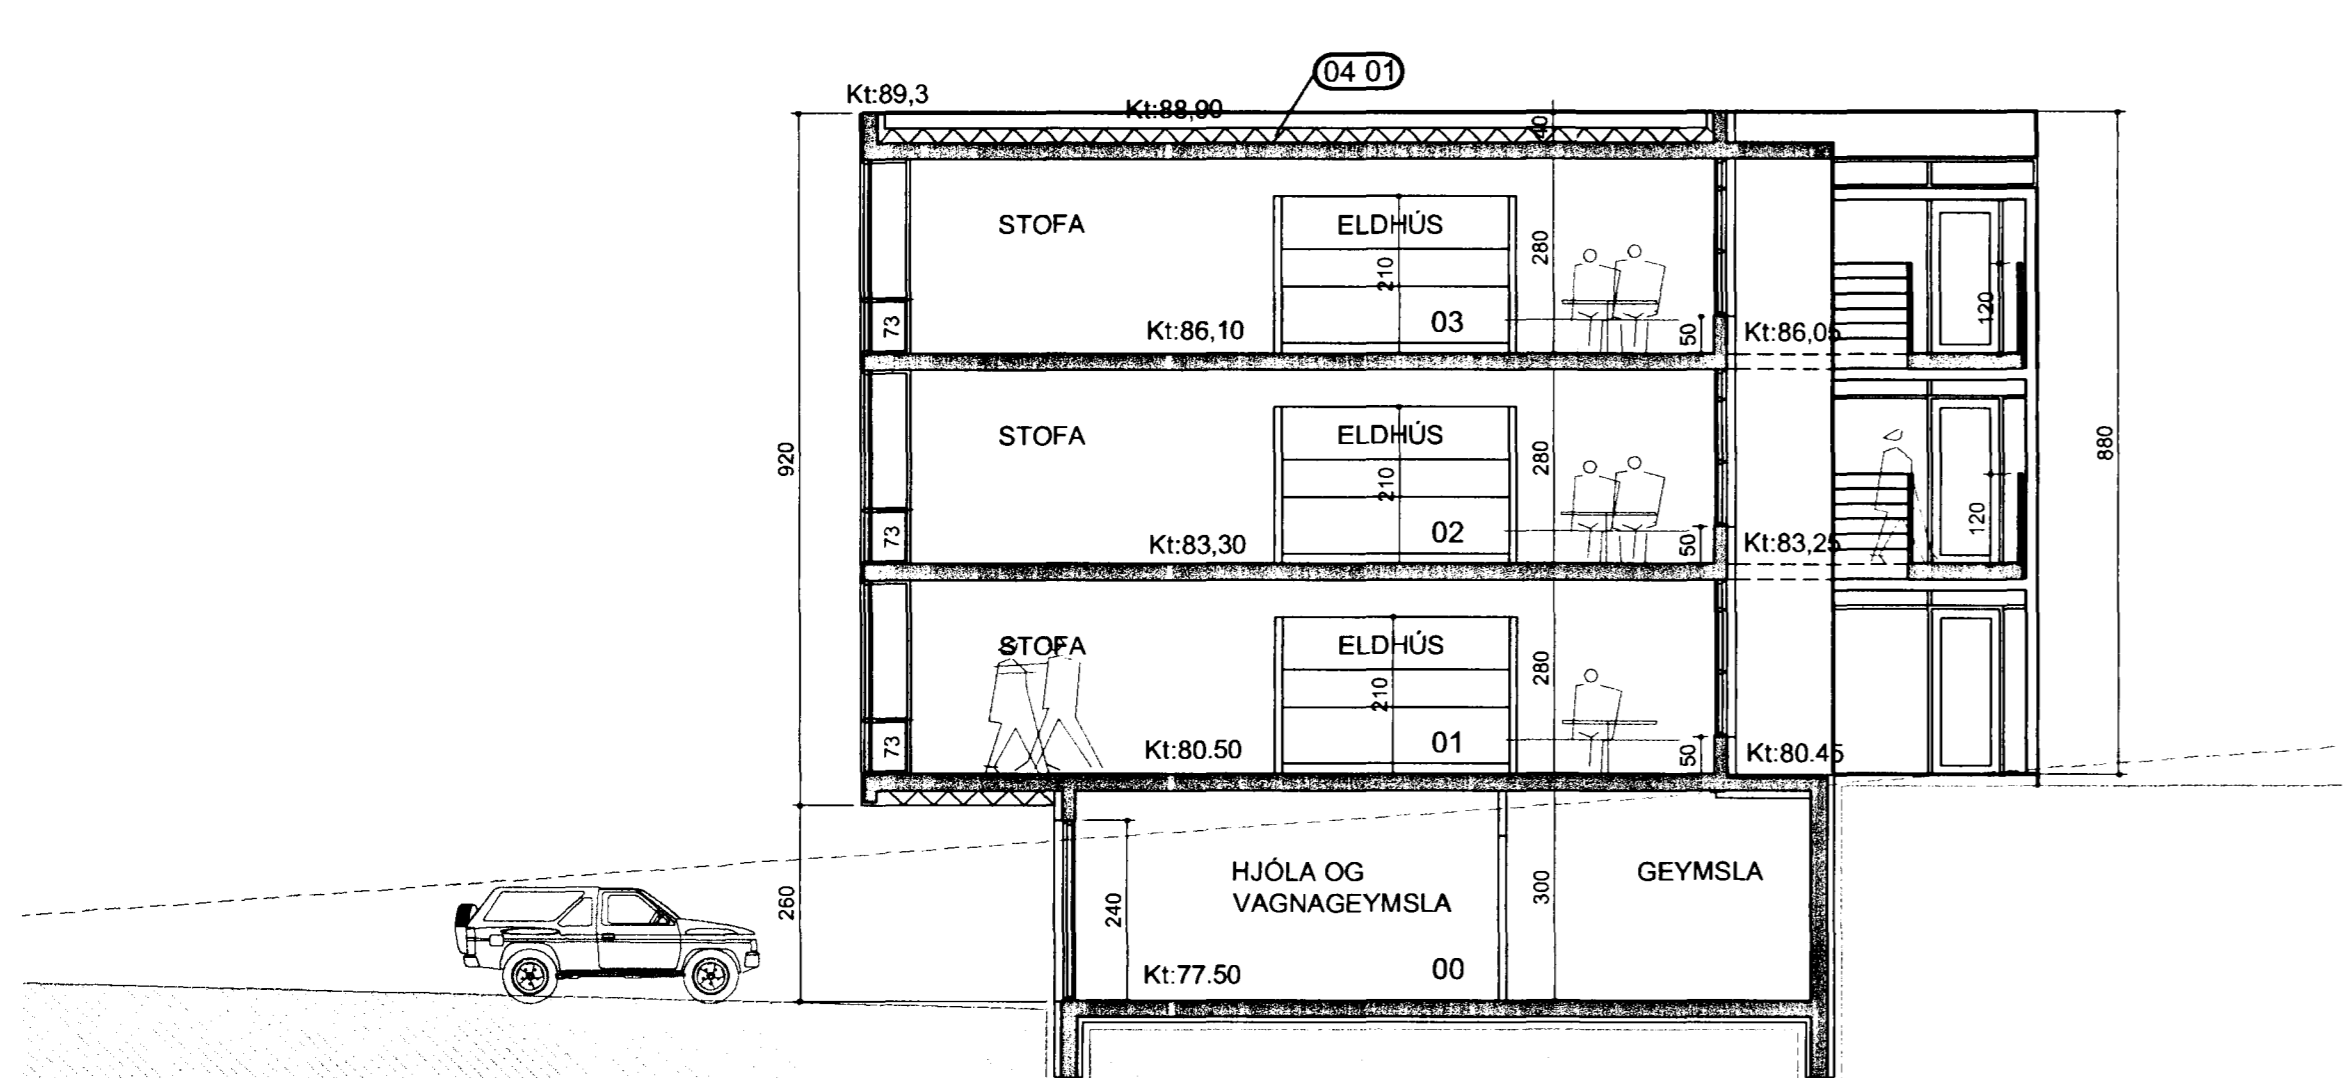 04 01
Kt:89,3
Kt:88,90
40
STOFA
ELDHÚS
280
210
120
73
Kt:86,10
03
50
Kt:86,05
STOFA
ELDHÚS
920
280
880
210
120
73
Kt:83,30
02
50
Kt:83,25
STOFA
ELDHÚS
280
210
73
Kt:80.50
01
50
Kt:80.45
HJÓLA OG
VAGNAGEYMSLA
GEYMSLA
260
240
300
Kt:77.50
00